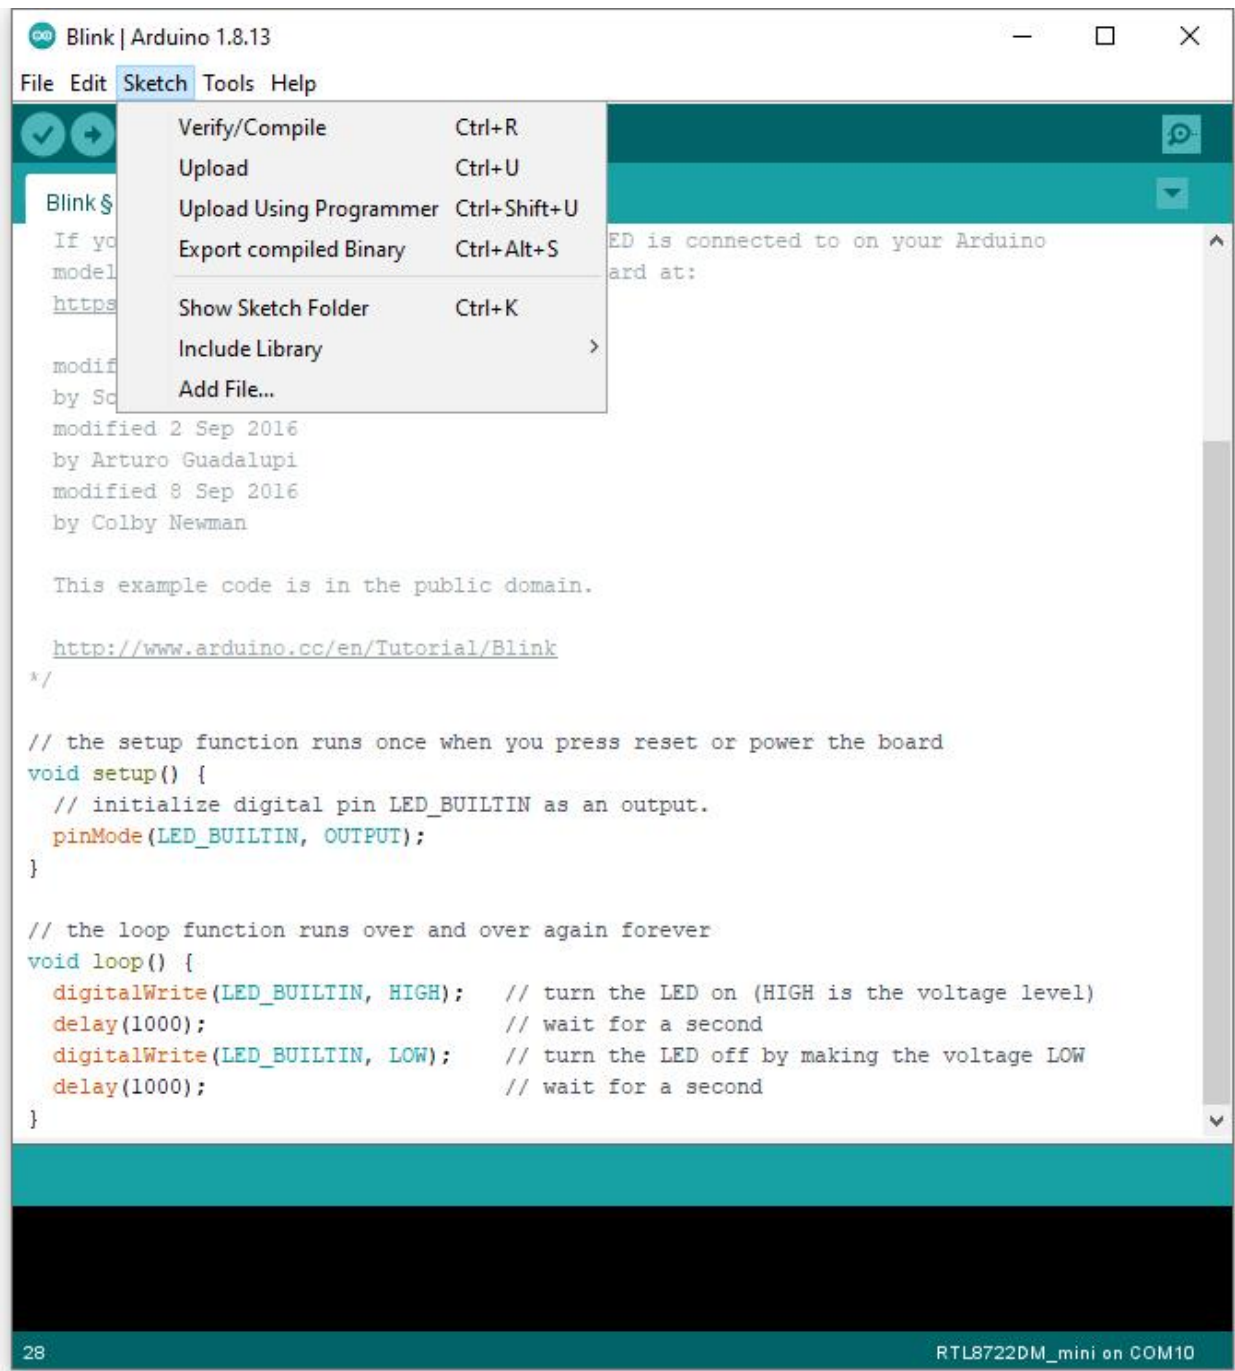 Blink | Arduino 1.8.13
File Edit Sketch Tools Help
Verify/Compile Ctrl+R
Upload Ctrl+U
Upload Using Programmer Ctrl+Shift+U
Export compiled Binary Ctrl+Alt+S
Show Sketch Folder Ctrl+K
Include Library
Add File...
Blink §
If yo ED is connected to on your Arduino
model ard at:
https
modif
by Sc
modified 2 Sep 2016
by Arturo Guadalupi
modified 8 Sep 2016
by Colby Newman
This example code is in the public domain.
http://www.arduino.cc/en/Tutorial/Blink
*/
// the setup function runs once when you press reset or power the board
void setup() {
// initialize digital pin LED_BUILTIN as an output.
pinMode(LED_BUILTIN, OUTPUT);
}
// the loop function runs over and over again forever
void loop() {
digitalWrite(LED_BUILTIN, HIGH); // turn the LED on (HIGH is the voltage level)
delay(1000); // wait for a second
digitalWrite(LED_BUILTIN, LOW); // turn the LED off by making the voltage LOW
delay(1000); // wait for a second
}
28 RTL8722DM_mini on COM10